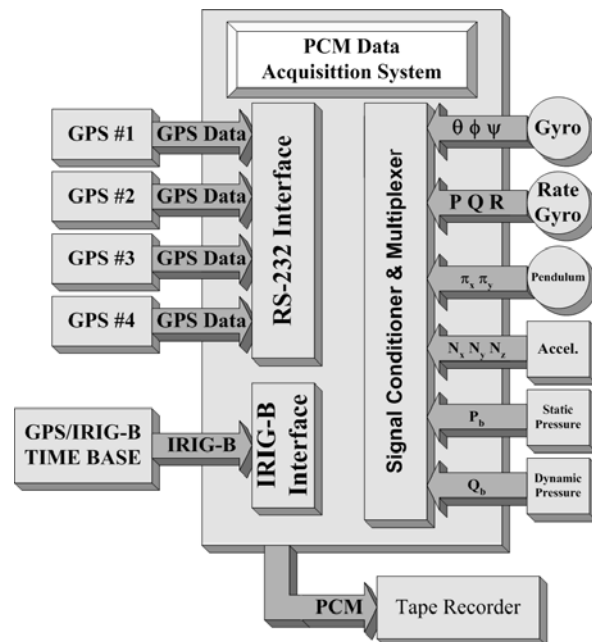 PCM Data
Acquisittion System
GPS #1
GPS Data
GPS #2
GPS Data
GPS #3
GPS Data
GPS #4
GPS Data
RS-232 Interface
GPS/IRIG-B
TIME BASE
IRIG-B
IRIG-B
Interface
Signal Conditioner & Multiplexer
θ ϕ ψ
Gyro
P Q R
Rate
Gyro
πx πy
Pendulum
Nx Ny Nz
Accel.
Pb
Static
Pressure
Qb
Dynamic
Pressure
PCM
Tape Recorder